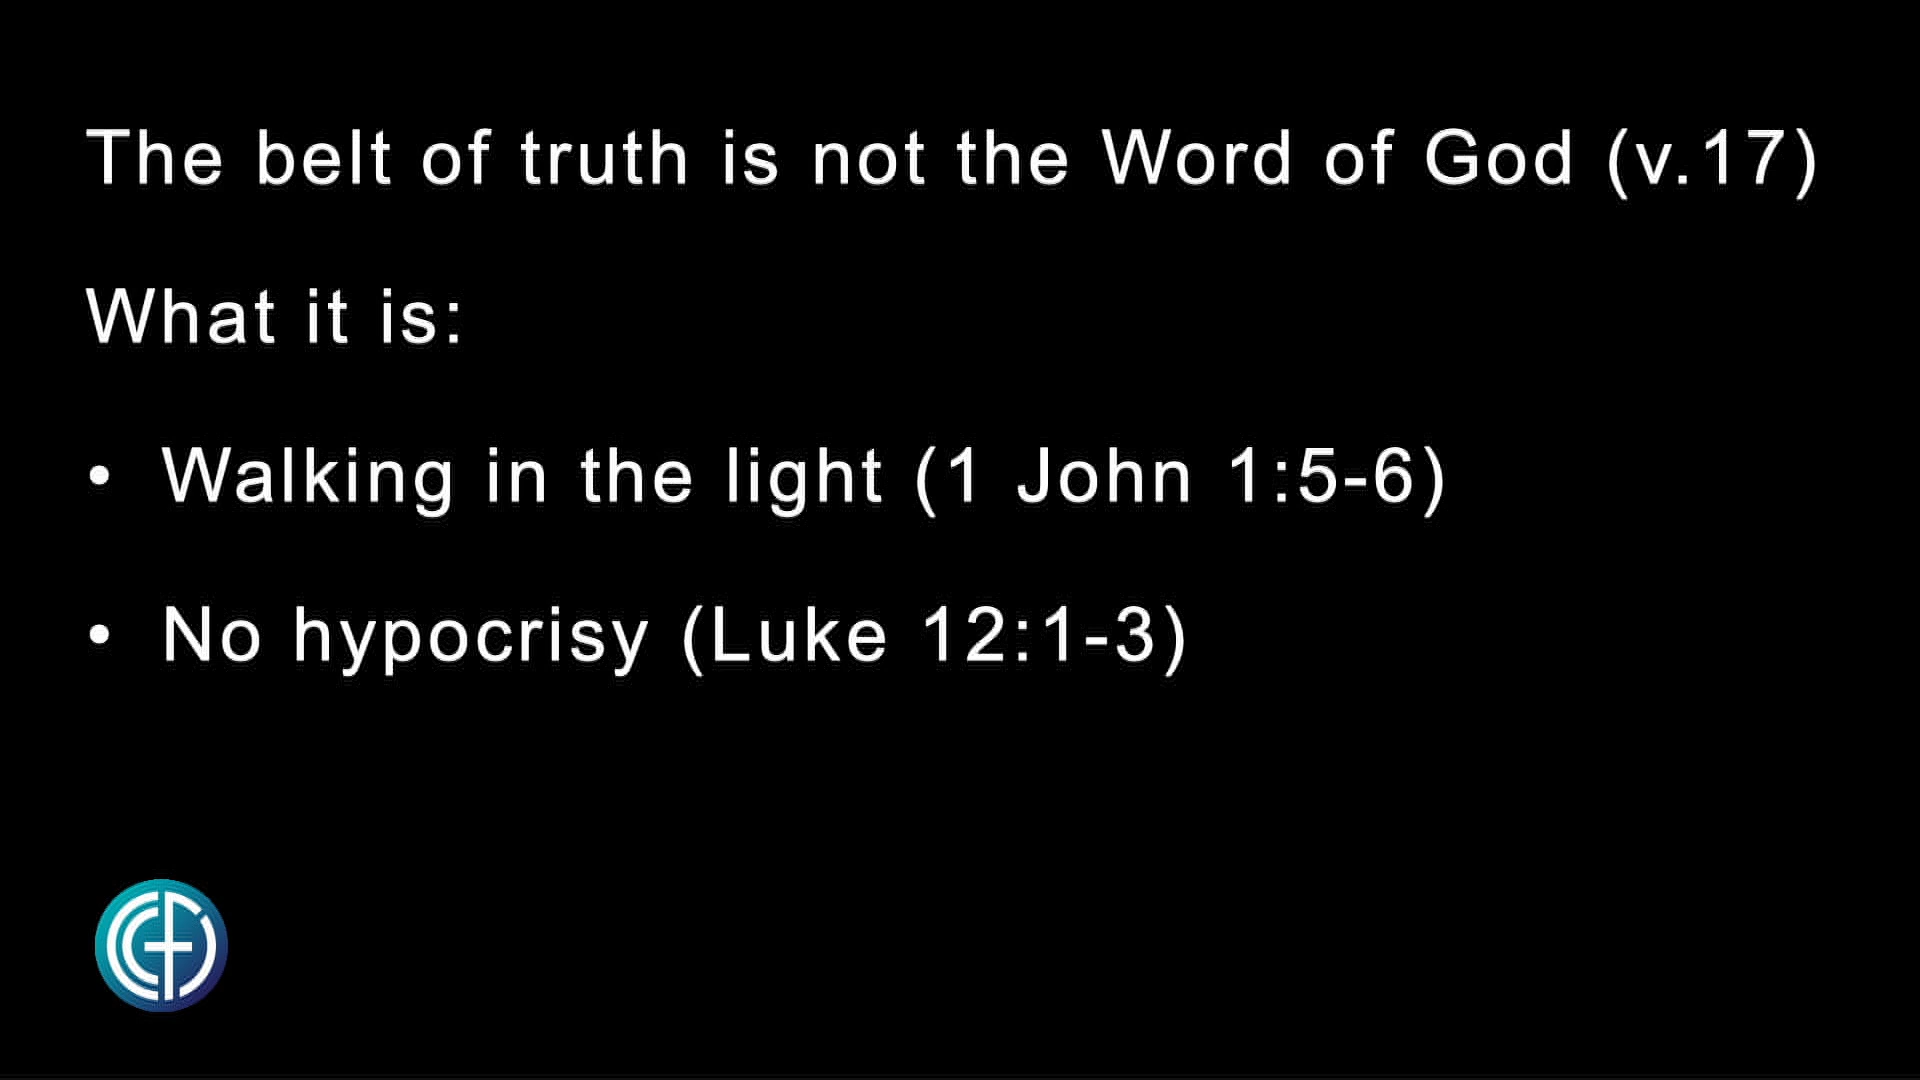 The belt of truth is not the Word of God (v.17)
What it is:
• Walking in the light (1 John 1:5-6)
• No hypocrisy (Luke 12:1-3)